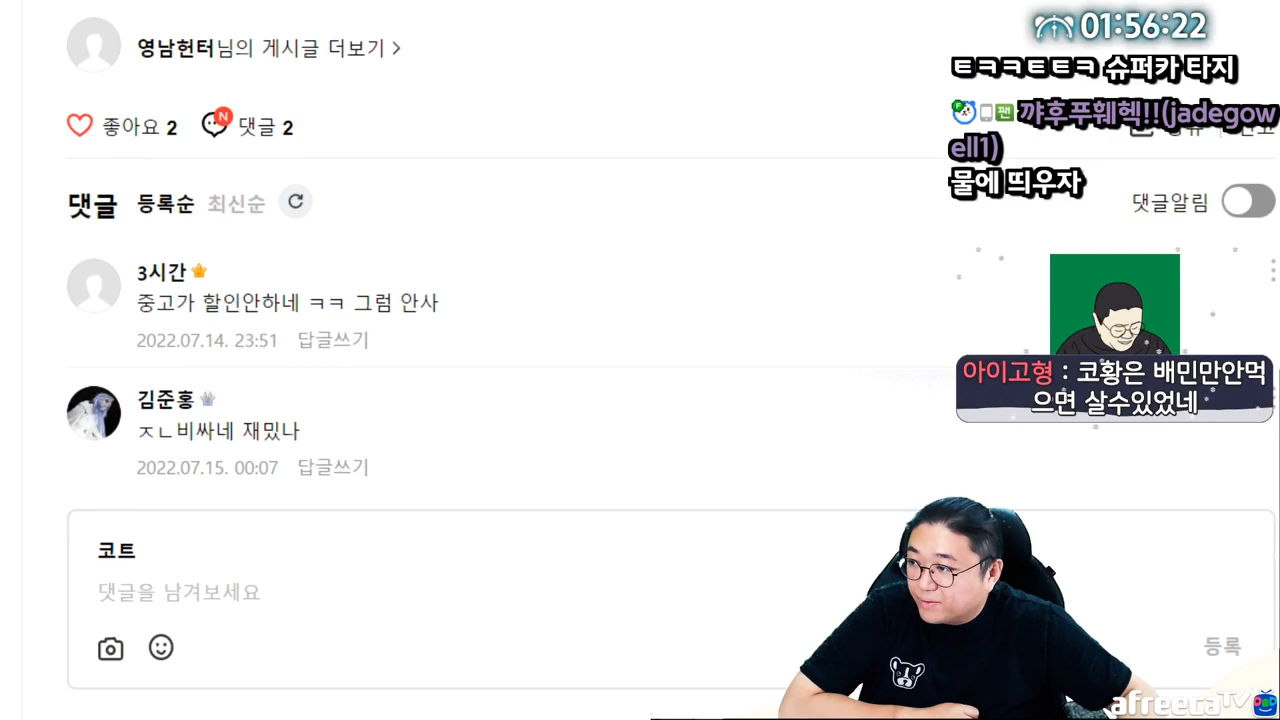 영남헌터님의 게시글 더보기 >
좋아요 2 댓글 2
댓글 등록순 최신순
댓글알림
3시간
중고가 할인안하네 ㅋㅋ 그럼 안사
2022.07.14. 23:51 답글쓰기
김준홍
ㅈㄴ비싸네 재밌나
2022.07.15. 00:07 답글쓰기
코트
댓글을 남겨보세요
등록
01:56:22
ㅌㅋㅋㅌㅌㅋ 슈퍼카 타지
팬 꺄후푸훼헥!!(jadegow
ell1)
물에 띄우자
아이고형 : 코황은 배민만안먹
으면 살수있었네
afreecaTV